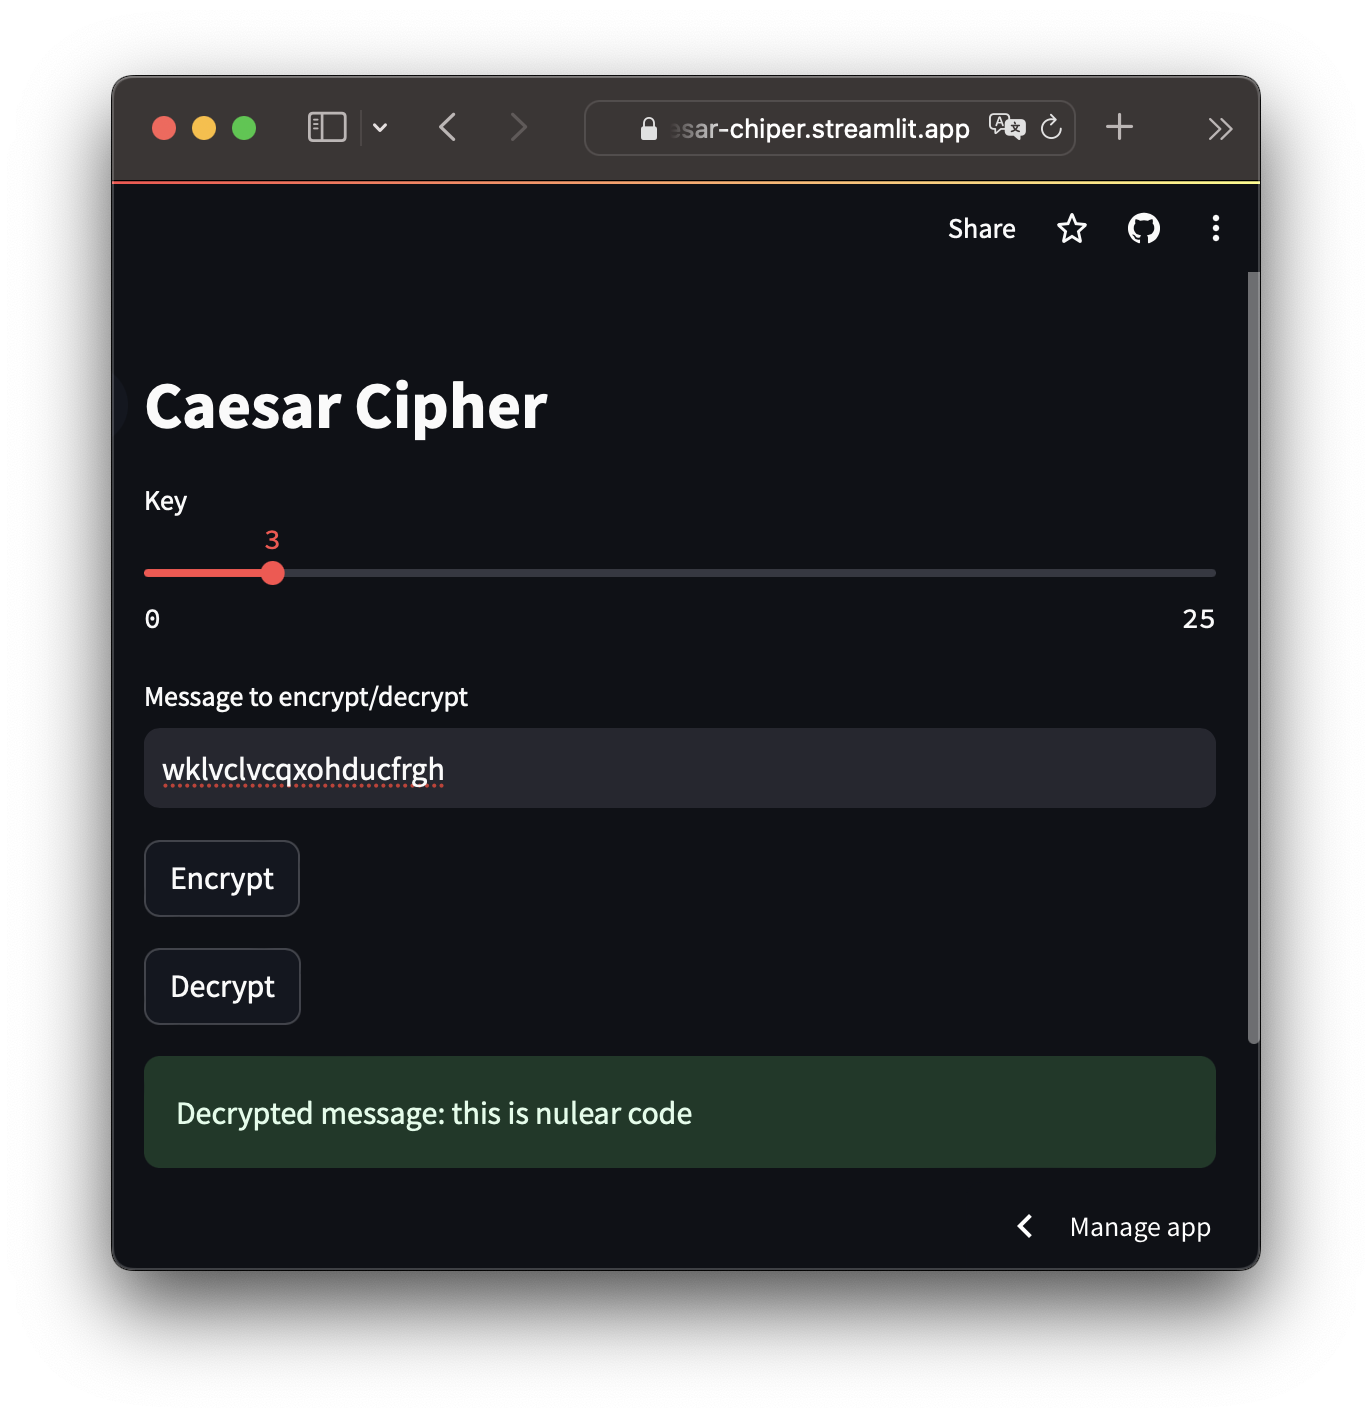 esar-chiper.streamlit.app
Share
Caesar Cipher
Key
3
0 25
Message to encrypt/decrypt
wklvclvcqxohducfrgh
Encrypt
Decrypt
Decrypted message: this is nulear code
Manage app